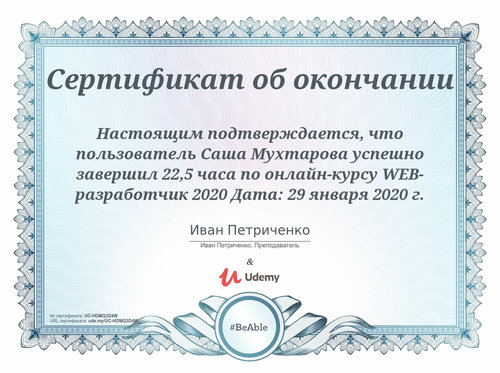 Сертификат об окончании
Настоящим подтверждается, что
пользователь Саша Мухтарова успешно
завершил 22,5 часа по онлайн-курсу WEB-
разработчик 2020 Дата: 29 января 2020 г.
Иван Петриченко
Иван Петриченко, Преподаватель
&
Udemy
№ сертификата: UC-HDMQ3D4W
URL сертификата: ude.my/UC-HDMQ3D4W
#BeAble